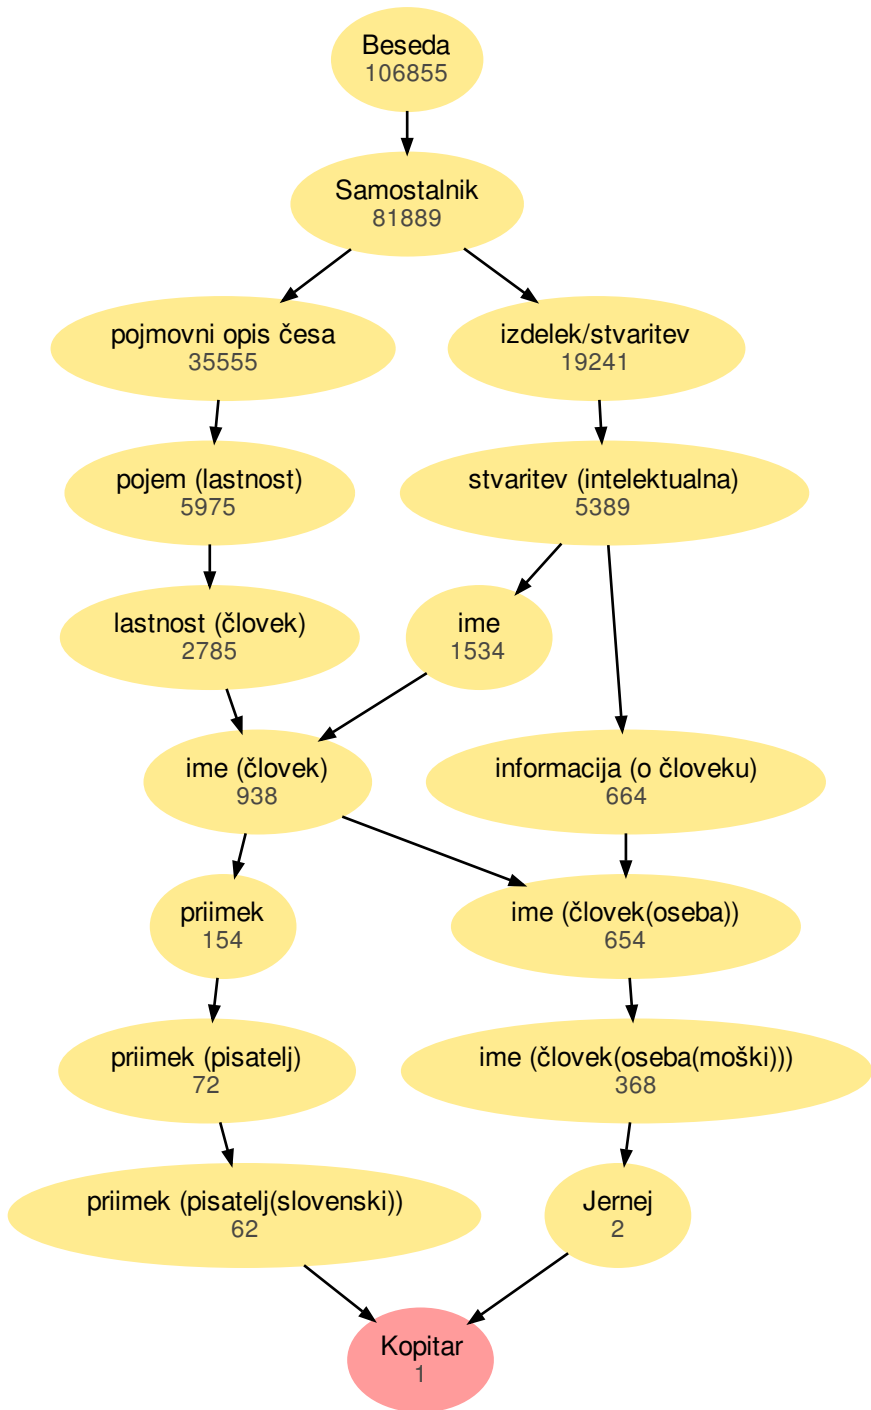 Beseda
106855
Samostalnik
81889
pojmovni opis česa
35555
izdelek/stvaritev
19241
pojem (lastnost)
5975
stvaritev (intelektualna)
5389
lastnost (človek)
2785
ime
1534
ime (človek)
938
informacija (o človeku)
664
priimek
154
ime (človek(oseba))
654
priimek (pisatelj)
72
ime (človek(oseba(moški)))
368
priimek (pisatelj(slovenski))
62
Jernej
2
Kopitar
1